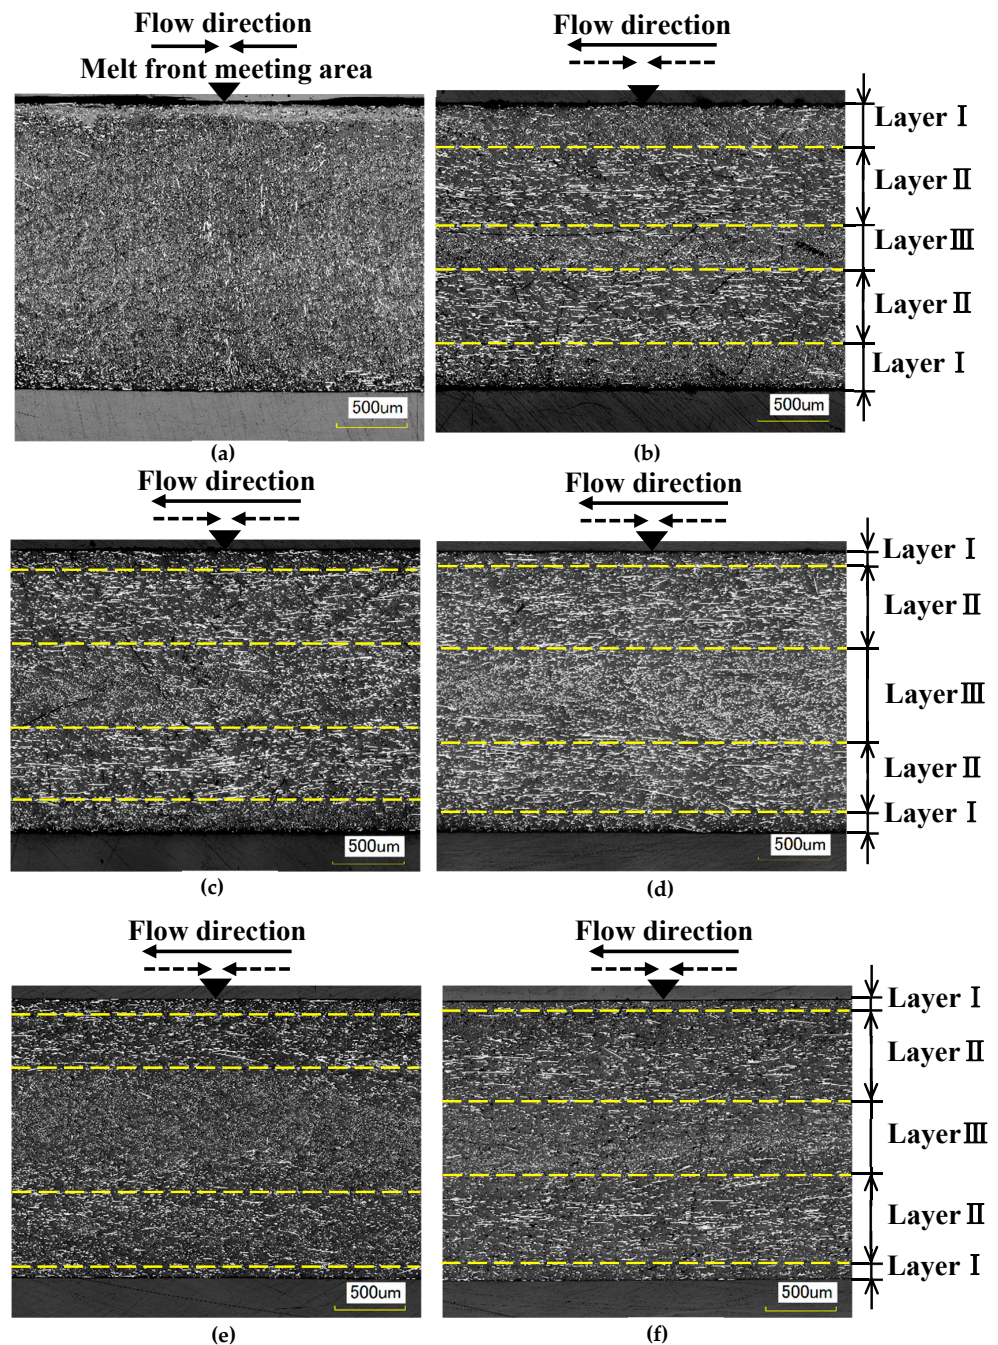 Flow direction
Melt front meeting area
500um
(a)
Flow direction
Layer Ⅰ
Layer Ⅱ
Layer Ⅲ
Layer Ⅱ
Layer Ⅰ
500um
(b)
Flow direction
500um
(c)
Flow direction
Layer Ⅰ
Layer Ⅱ
Layer Ⅲ
Layer Ⅱ
Layer Ⅰ
500um
(d)
Flow direction
500um
(e)
Flow direction
Layer Ⅰ
Layer Ⅱ
Layer Ⅲ
Layer Ⅱ
Layer Ⅰ
500um
(f)